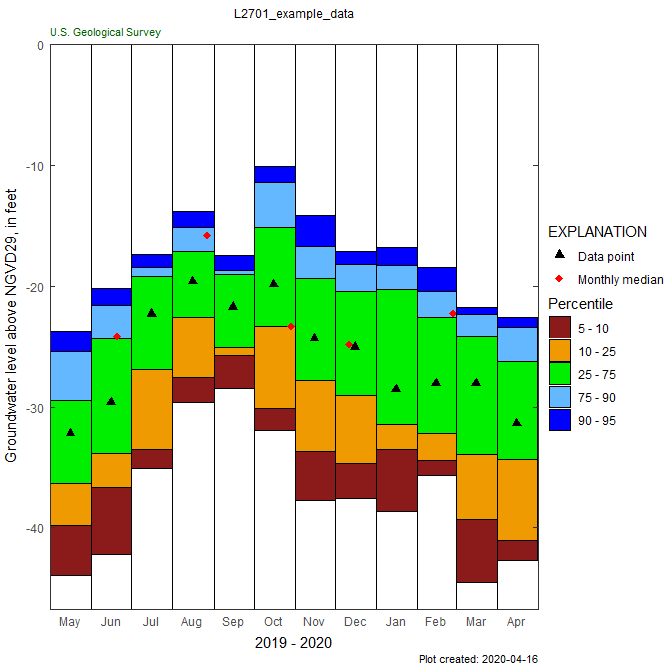 L2701_example_data
U.S. Geological Survey
Groundwater level above NGVD29, in feet
0
-10
-20
-30
-40
May Jun Jul Aug Sep Oct Nov Dec Jan Feb Mar Apr
2019 - 2020
EXPLANATION
Data point
Monthly median
Percentile
5 - 10
10 - 25
25 - 75
75 - 90
90 - 95
Plot created: 2020-04-16